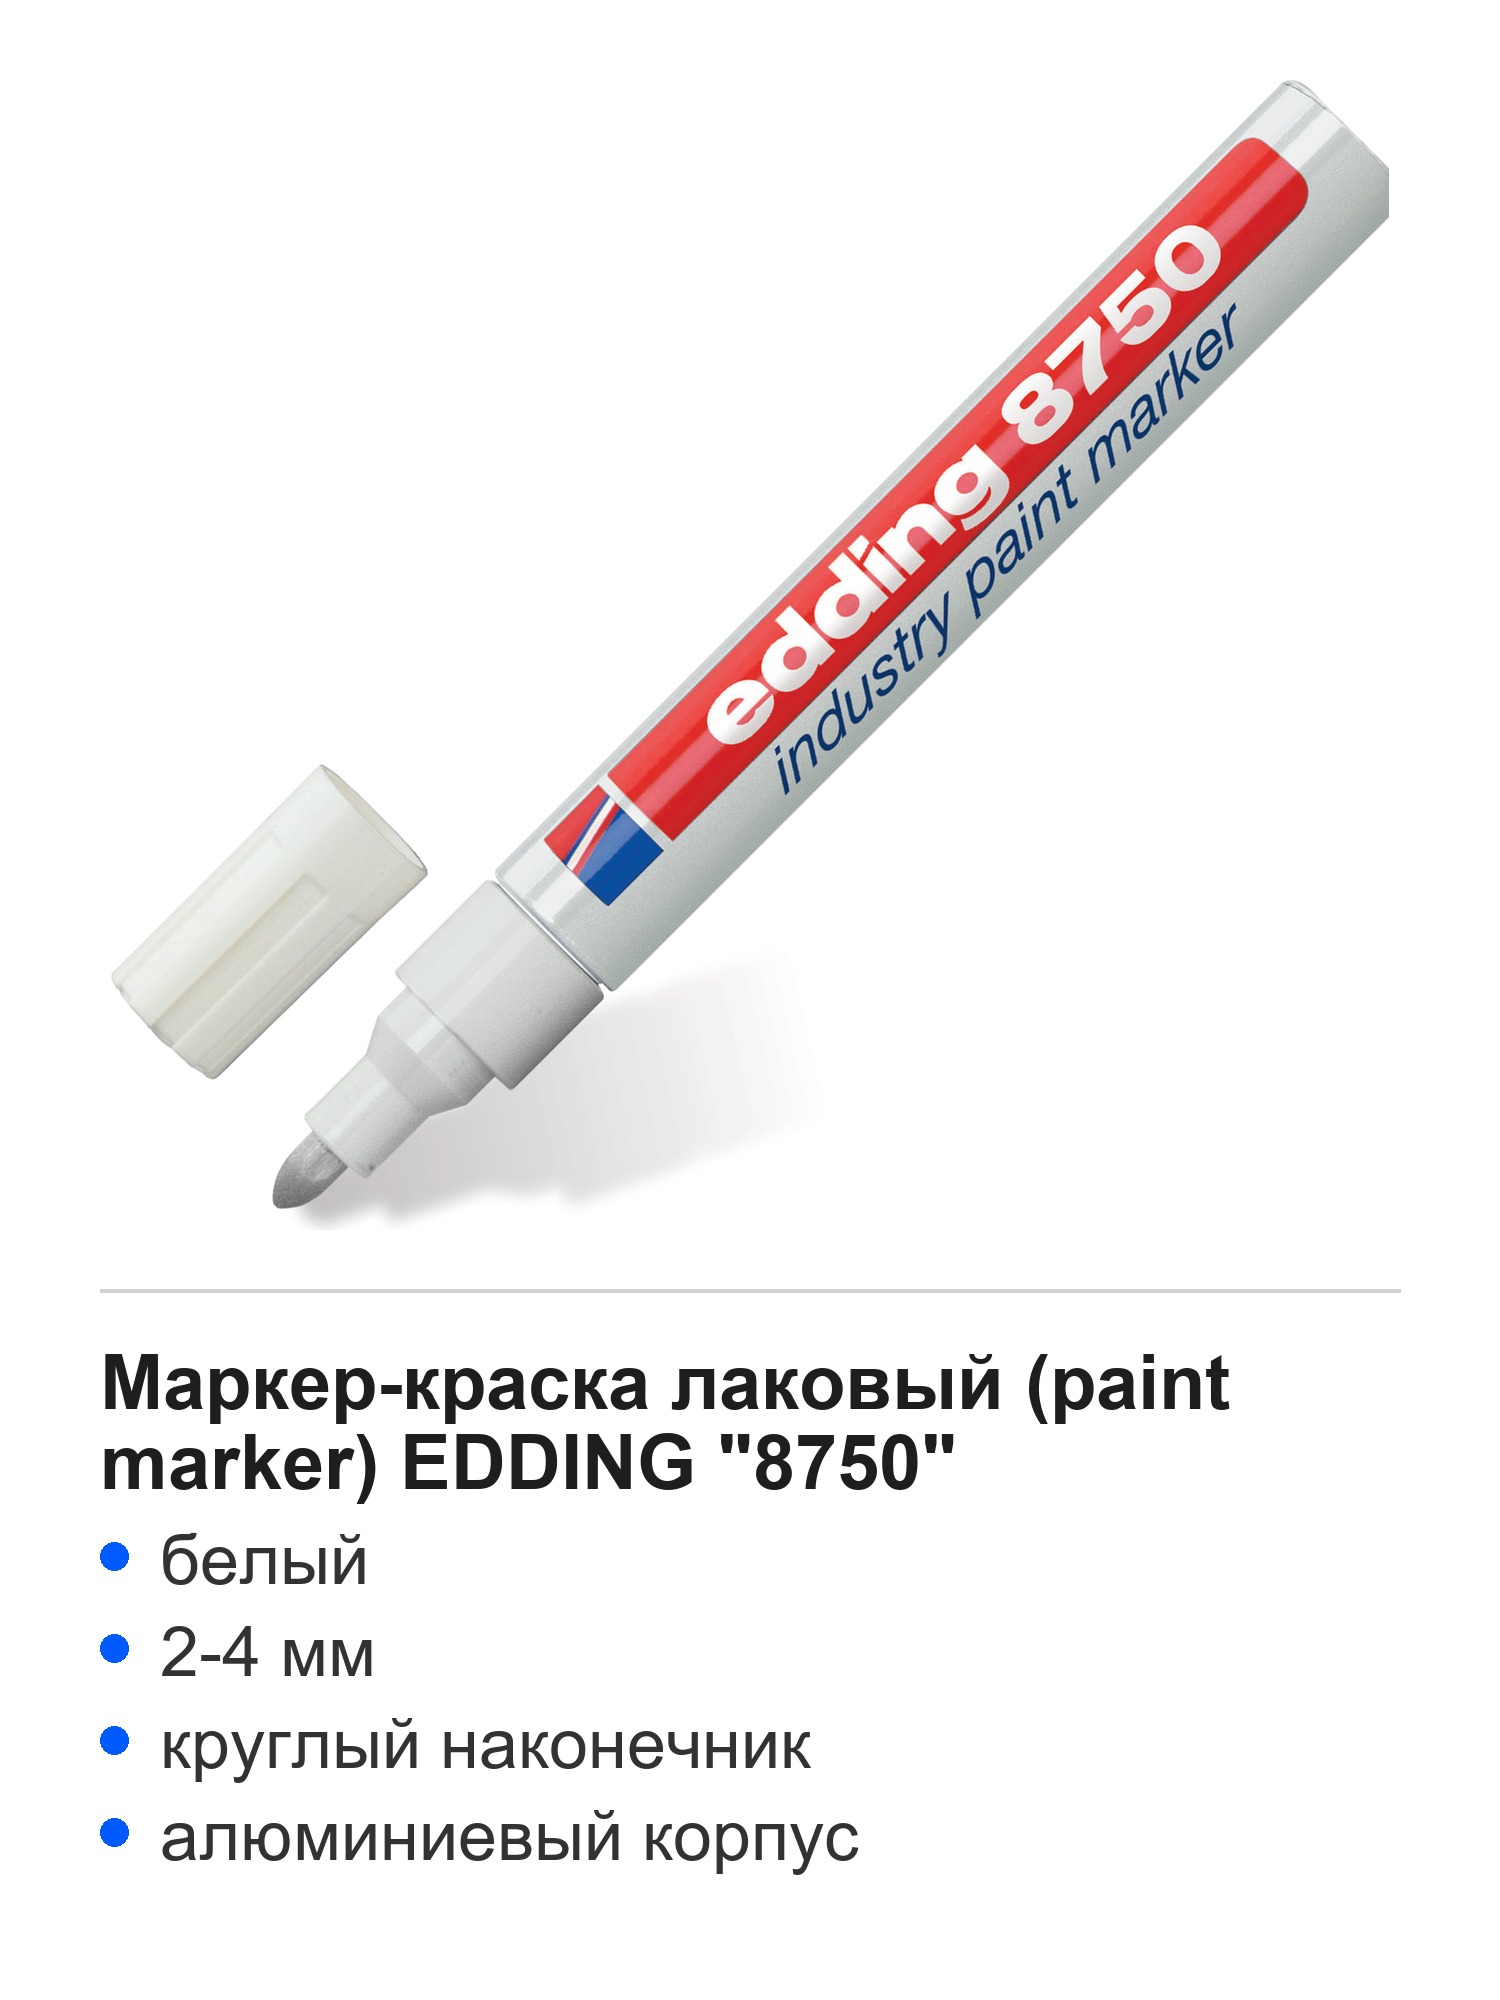 edding 8750
industry paint marker
Маркер-краска лаковый (paint
marker) EDDING "8750"
белый
2-4 мм
круглый наконечник
алюминиевый корпус